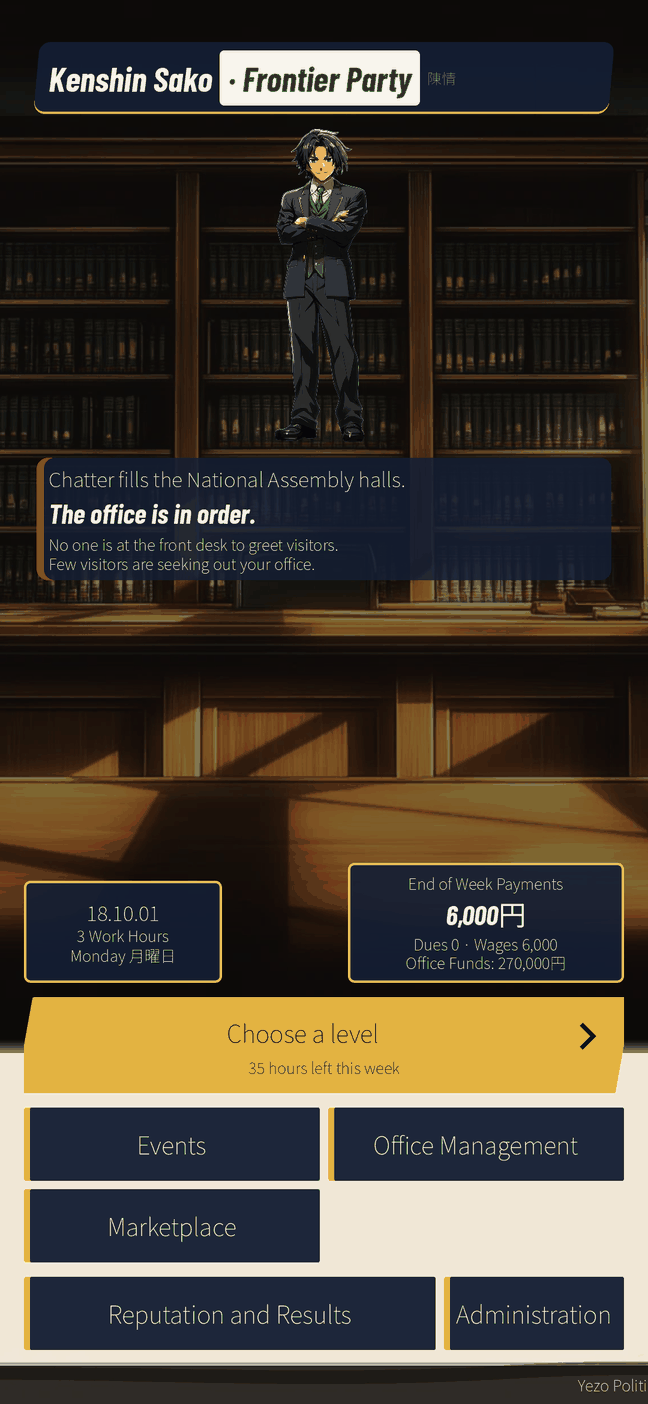 Kenshin Sako · Frontier Party 陳情
Chatter fills the National Assembly halls.
The office is in order.
No one is at the front desk to greet visitors.
Few visitors are seeking out your office.
18.10.01
3 Work Hours
Monday 月曜日
End of Week Payments
6,000円
Dues 0 · Wages 6,000
Office Funds: 270,000円
Choose a level
35 hours left this week
Events
Office Management
Marketplace
Reputation and Results
Administration
Yezo Politi